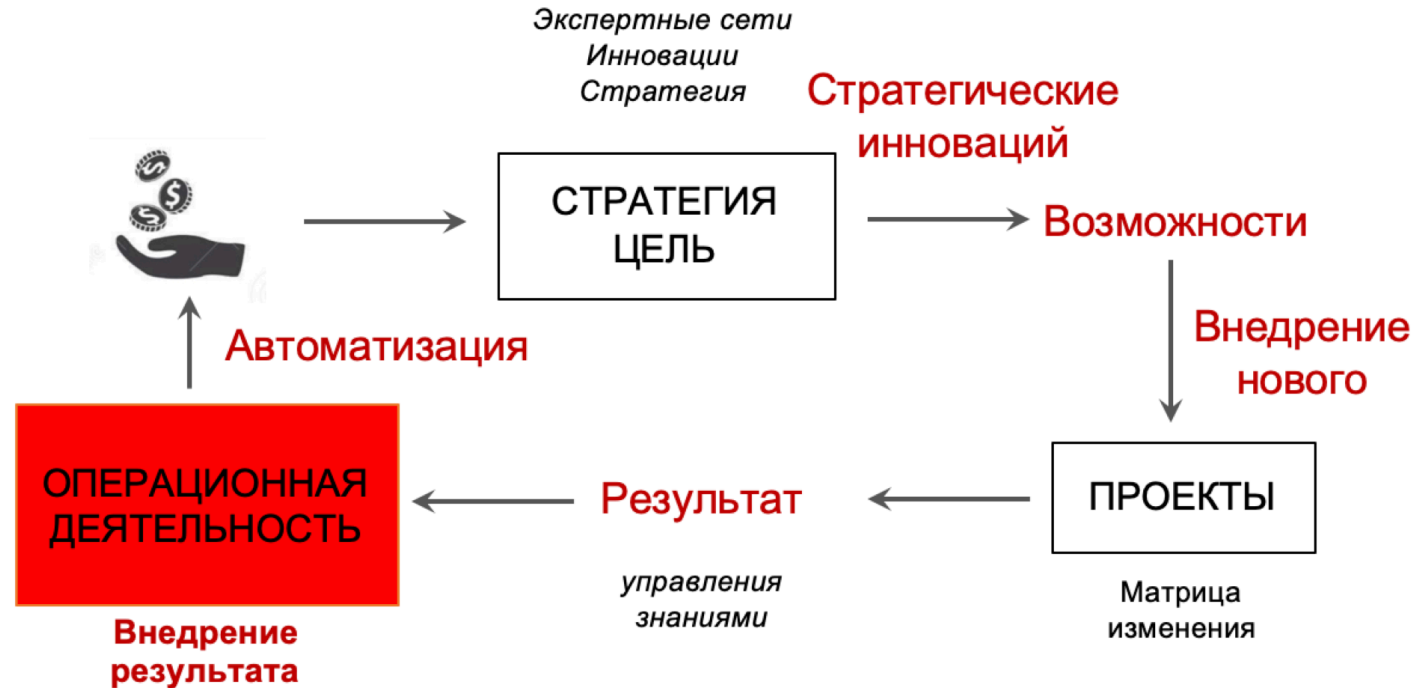 Экспертные сети
Инновации
Стратегия
Стратегические
инноваций
СТРАТЕГИЯ
ЦЕЛЬ
Возможности
Автоматизация
Внедрение
нового
ОПЕРАЦИОННАЯ
ДЕЯТЕЛЬНОСТЬ
Результат
ПРОЕКТЫ
управления
знаниями
Матрица
изменения
Внедрение
результата